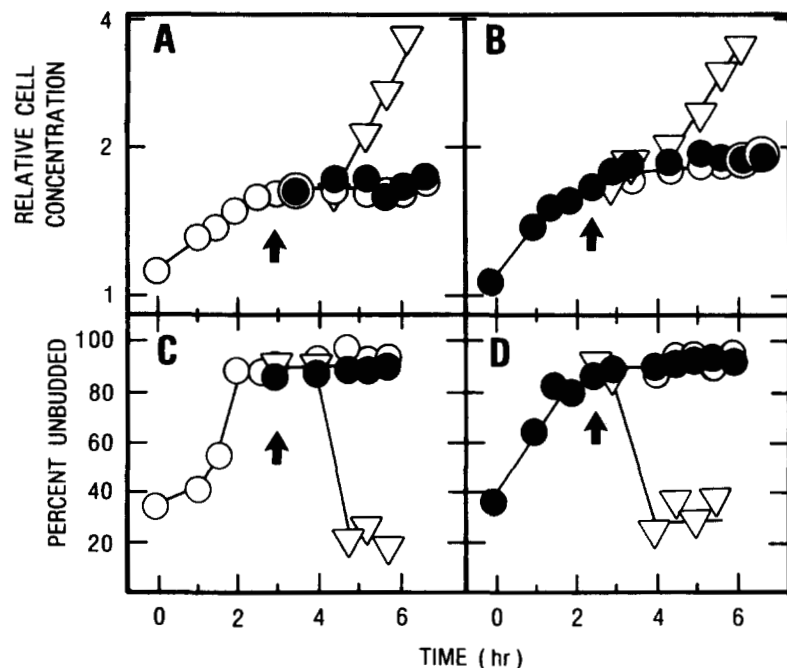 A
B
4
2
1
RELATIVE CELL
CONCENTRATION
C
D
100
80
60
40
20
PERCENT UNBUDDED
0 2 4 6 0 2 4 6
TIME (hr)